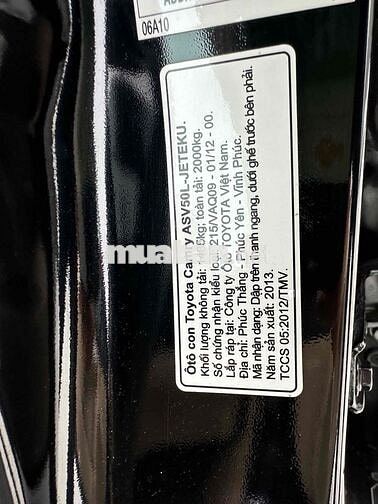 06A10
Ôtô con Toyota Camry ASV50L-JETEKU.
Khối lượng không tải: 5kg; toàn tải: 2000kg.
Số chứng nhận kiểu loại: 215/VAQ09 - 01/12 - 00.
Lắp ráp tại: Công ty Ôtô TOYOTA Việt Nam.
Địa chỉ: Phúc Thắng - Phúc Yên - Vĩnh Phúc.
Mã nhận dạng: Dập trên thanh ngang, dưới ghế trước bên phải.
Năm sản xuất: 2013.
TCCS 05:2012/TMV.